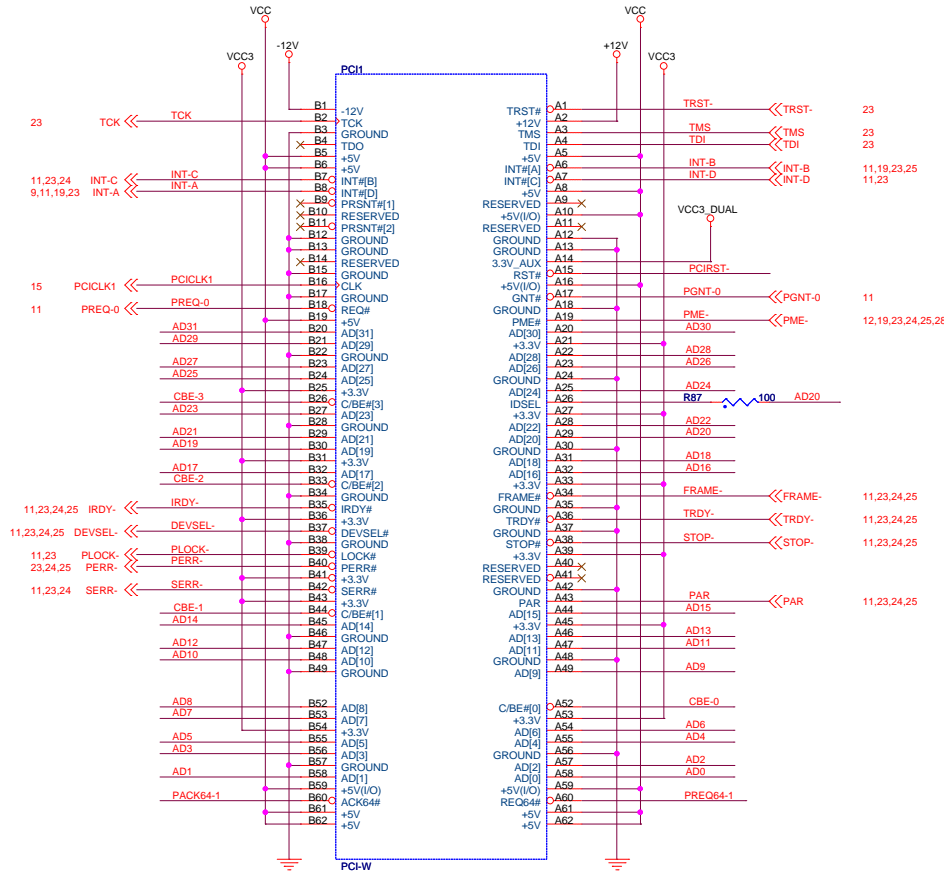 VCC VCC
VCC3 -12V +12V VCC3
PCI1
B1 -12V TRST# A1 TRST- TRST- 23
23 TCK TCK B2 TCK +12V A2
B3 GROUND TMS A3 TMS TMS 23
B4 TDO TDI A4 TDI TDI 23
B5 +5V +5V A5
B6 +5V INT#[A] A6 INT-B INT-B 11,19,23,25
11,23,24 INT-C INT-C B7 INT#[B] INT#[C] A7 INT-D INT-D 11,23
9,11,19,23 INT-A INT-A B8 INT#[D] +5V A8
B9 PRSNT#[1] RESERVED A9
B10 RESERVED +5V(I/O) A10 VCC3_DUAL
B11 PRSNT#[2] RESERVED A11
B12 GROUND GROUND A12
B13 GROUND GROUND A13
B14 RESERVED 3.3V_AUX A14
B15 GROUND RST# A15 PCIRST-
15 PCICLK1 PCICLK1 B16 CLK +5V(I/O) A16
B17 GROUND GNT# A17 PGNT-0 PGNT-0 11
11 PREQ-0 PREQ-0 B18 REQ# GROUND A18
B19 +5V PME# A19 PME- PME- 12,19,23,24,25,28
AD31 B20 AD[31] AD[30] A20 AD30
AD29 B21 AD[29] +3.3V A21
B22 GROUND AD[28] A22 AD28
AD27 B23 AD[27] AD[26] A23 AD26
AD25 B24 AD[25] GROUND A24
B25 +3.3V AD[24] A25 AD24
CBE-3 B26 C/BE#[3] IDSEL A26 R87 100 AD20
AD23 B27 AD[23] +3.3V A27
B28 GROUND AD[22] A28 AD22
AD21 B29 AD[21] AD[20] A29 AD20
AD19 B30 AD[19] GROUND A30
B31 +3.3V AD[18] A31 AD18
AD17 B32 AD[17] AD[16] A32 AD16
CBE-2 B33 C/BE#[2] +3.3V A33
B34 GROUND FRAME# A34 FRAME- FRAME- 11,23,24,25
11,23,24,25 IRDY- IRDY- B35 IRDY# GROUND A35
B36 +3.3V TRDY# A36 TRDY- TRDY- 11,23,24,25
11,23,24,25 DEVSEL- DEVSEL- B37 DEVSEL# GROUND A37
B38 GROUND STOP# A38 STOP- STOP- 11,23,24,25
11,23 PLOCK- PLOCK- B39 LOCK# +3.3V A39
23,24,25 PERR- PERR- B40 PERR# RESERVED A40
B41 +3.3V RESERVED A41
11,23,24 SERR- SERR- B42 SERR# GROUND A42
B43 +3.3V PAR A43 PAR PAR 11,23,24,25
CBE-1 B44 C/BE#[1] AD[15] A44 AD15
AD14 B45 AD[14] +3.3V A45
B46 GROUND AD[13] A46 AD13
AD12 B47 AD[12] AD[11] A47 AD11
AD10 B48 AD[10] GROUND A48
B49 GROUND AD[9] A49 AD9
AD8 B52 AD[8] C/BE#[0] A52 CBE-0
AD7 B53 AD[7] +3.3V A53
B54 +3.3V AD[6] A54 AD6
AD5 B55 AD[5] AD[4] A55 AD4
AD3 B56 AD[3] GROUND A56
B57 GROUND AD[2] A57 AD2
AD1 B58 AD[1] AD[0] A58 AD0
B59 +5V(I/O) +5V(I/O) A59
PACK64-1 B60 ACK64# REQ64# A60 PREQ64-1
B61 +5V +5V A61
B62 +5V +5V A62
PCI-W